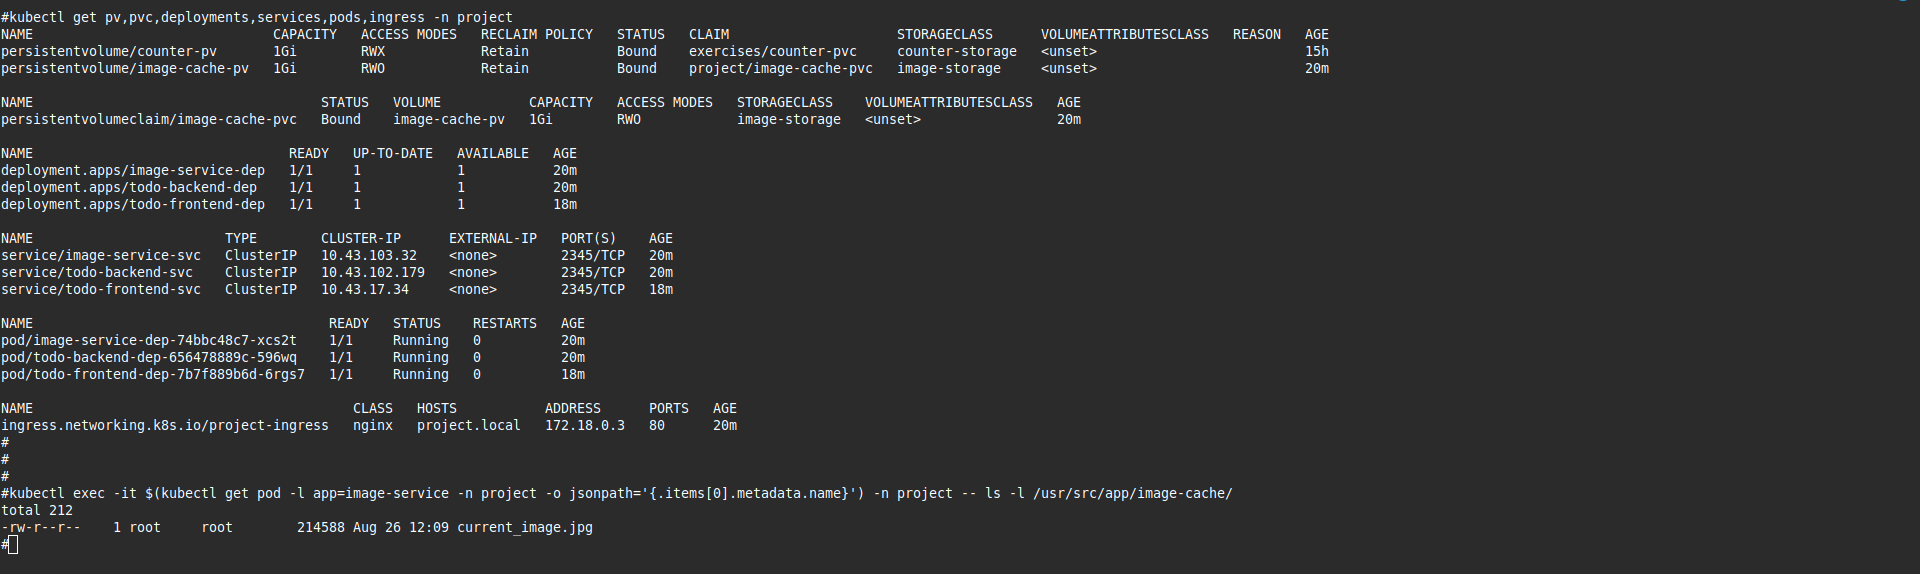 #kubectl get pv,pvc,deployments,services,pods,ingress -n project
NAME                              CAPACITY   ACCESS MODES   RECLAIM POLICY   STATUS   CLAIM                     STORAGECLASS      VOLUMEATTRIBUTESCLASS   REASON   AGE
persistentvolume/counter-pv       1Gi        RWX            Retain           Bound    exercises/counter-pvc     counter-storage   <unset>                          15h
persistentvolume/image-cache-pv   1Gi        RWO            Retain           Bound    project/image-cache-pvc   image-storage     <unset>                          20m
NAME                                    STATUS   VOLUME           CAPACITY   ACCESS MODES   STORAGECLASS    VOLUMEATTRIBUTESCLASS   AGE
persistentvolumeclaim/image-cache-pvc   Bound    image-cache-pv   1Gi        RWO            image-storage   <unset>                 20m
NAME                                READY   UP-TO-DATE   AVAILABLE   AGE
deployment.apps/image-service-dep   1/1     1            1           20m
deployment.apps/todo-backend-dep    1/1     1            1           20m
deployment.apps/todo-frontend-dep   1/1     1            1           18m
NAME                        TYPE        CLUSTER-IP      EXTERNAL-IP   PORT(S)    AGE
service/image-service-svc   ClusterIP   10.43.103.32    <none>        2345/TCP   20m
service/todo-backend-svc    ClusterIP   10.43.102.179   <none>        2345/TCP   20m
service/todo-frontend-svc   ClusterIP   10.43.17.34     <none>        2345/TCP   18m
NAME                                     READY   STATUS    RESTARTS   AGE
pod/image-service-dep-74bbc48c7-xcs2t    1/1     Running   0          20m
pod/todo-backend-dep-656478889c-596wq    1/1     Running   0          20m
pod/todo-frontend-dep-7b7f889b6d-6rgs7   1/1     Running   0          18m
NAME                                        CLASS   HOSTS           ADDRESS      PORTS   AGE
ingress.networking.k8s.io/project-ingress   nginx   project.local   172.18.0.3   80      20m
#
#
#
#kubectl exec -it $(kubectl get pod -l app=image-service -n project -o jsonpath='{.items[0].metadata.name}') -n project -- ls -l /usr/src/app/image-cache/
total 212
-rw-r--r--    1 root     root        214588 Aug 26 12:09 current_image.jpg
#